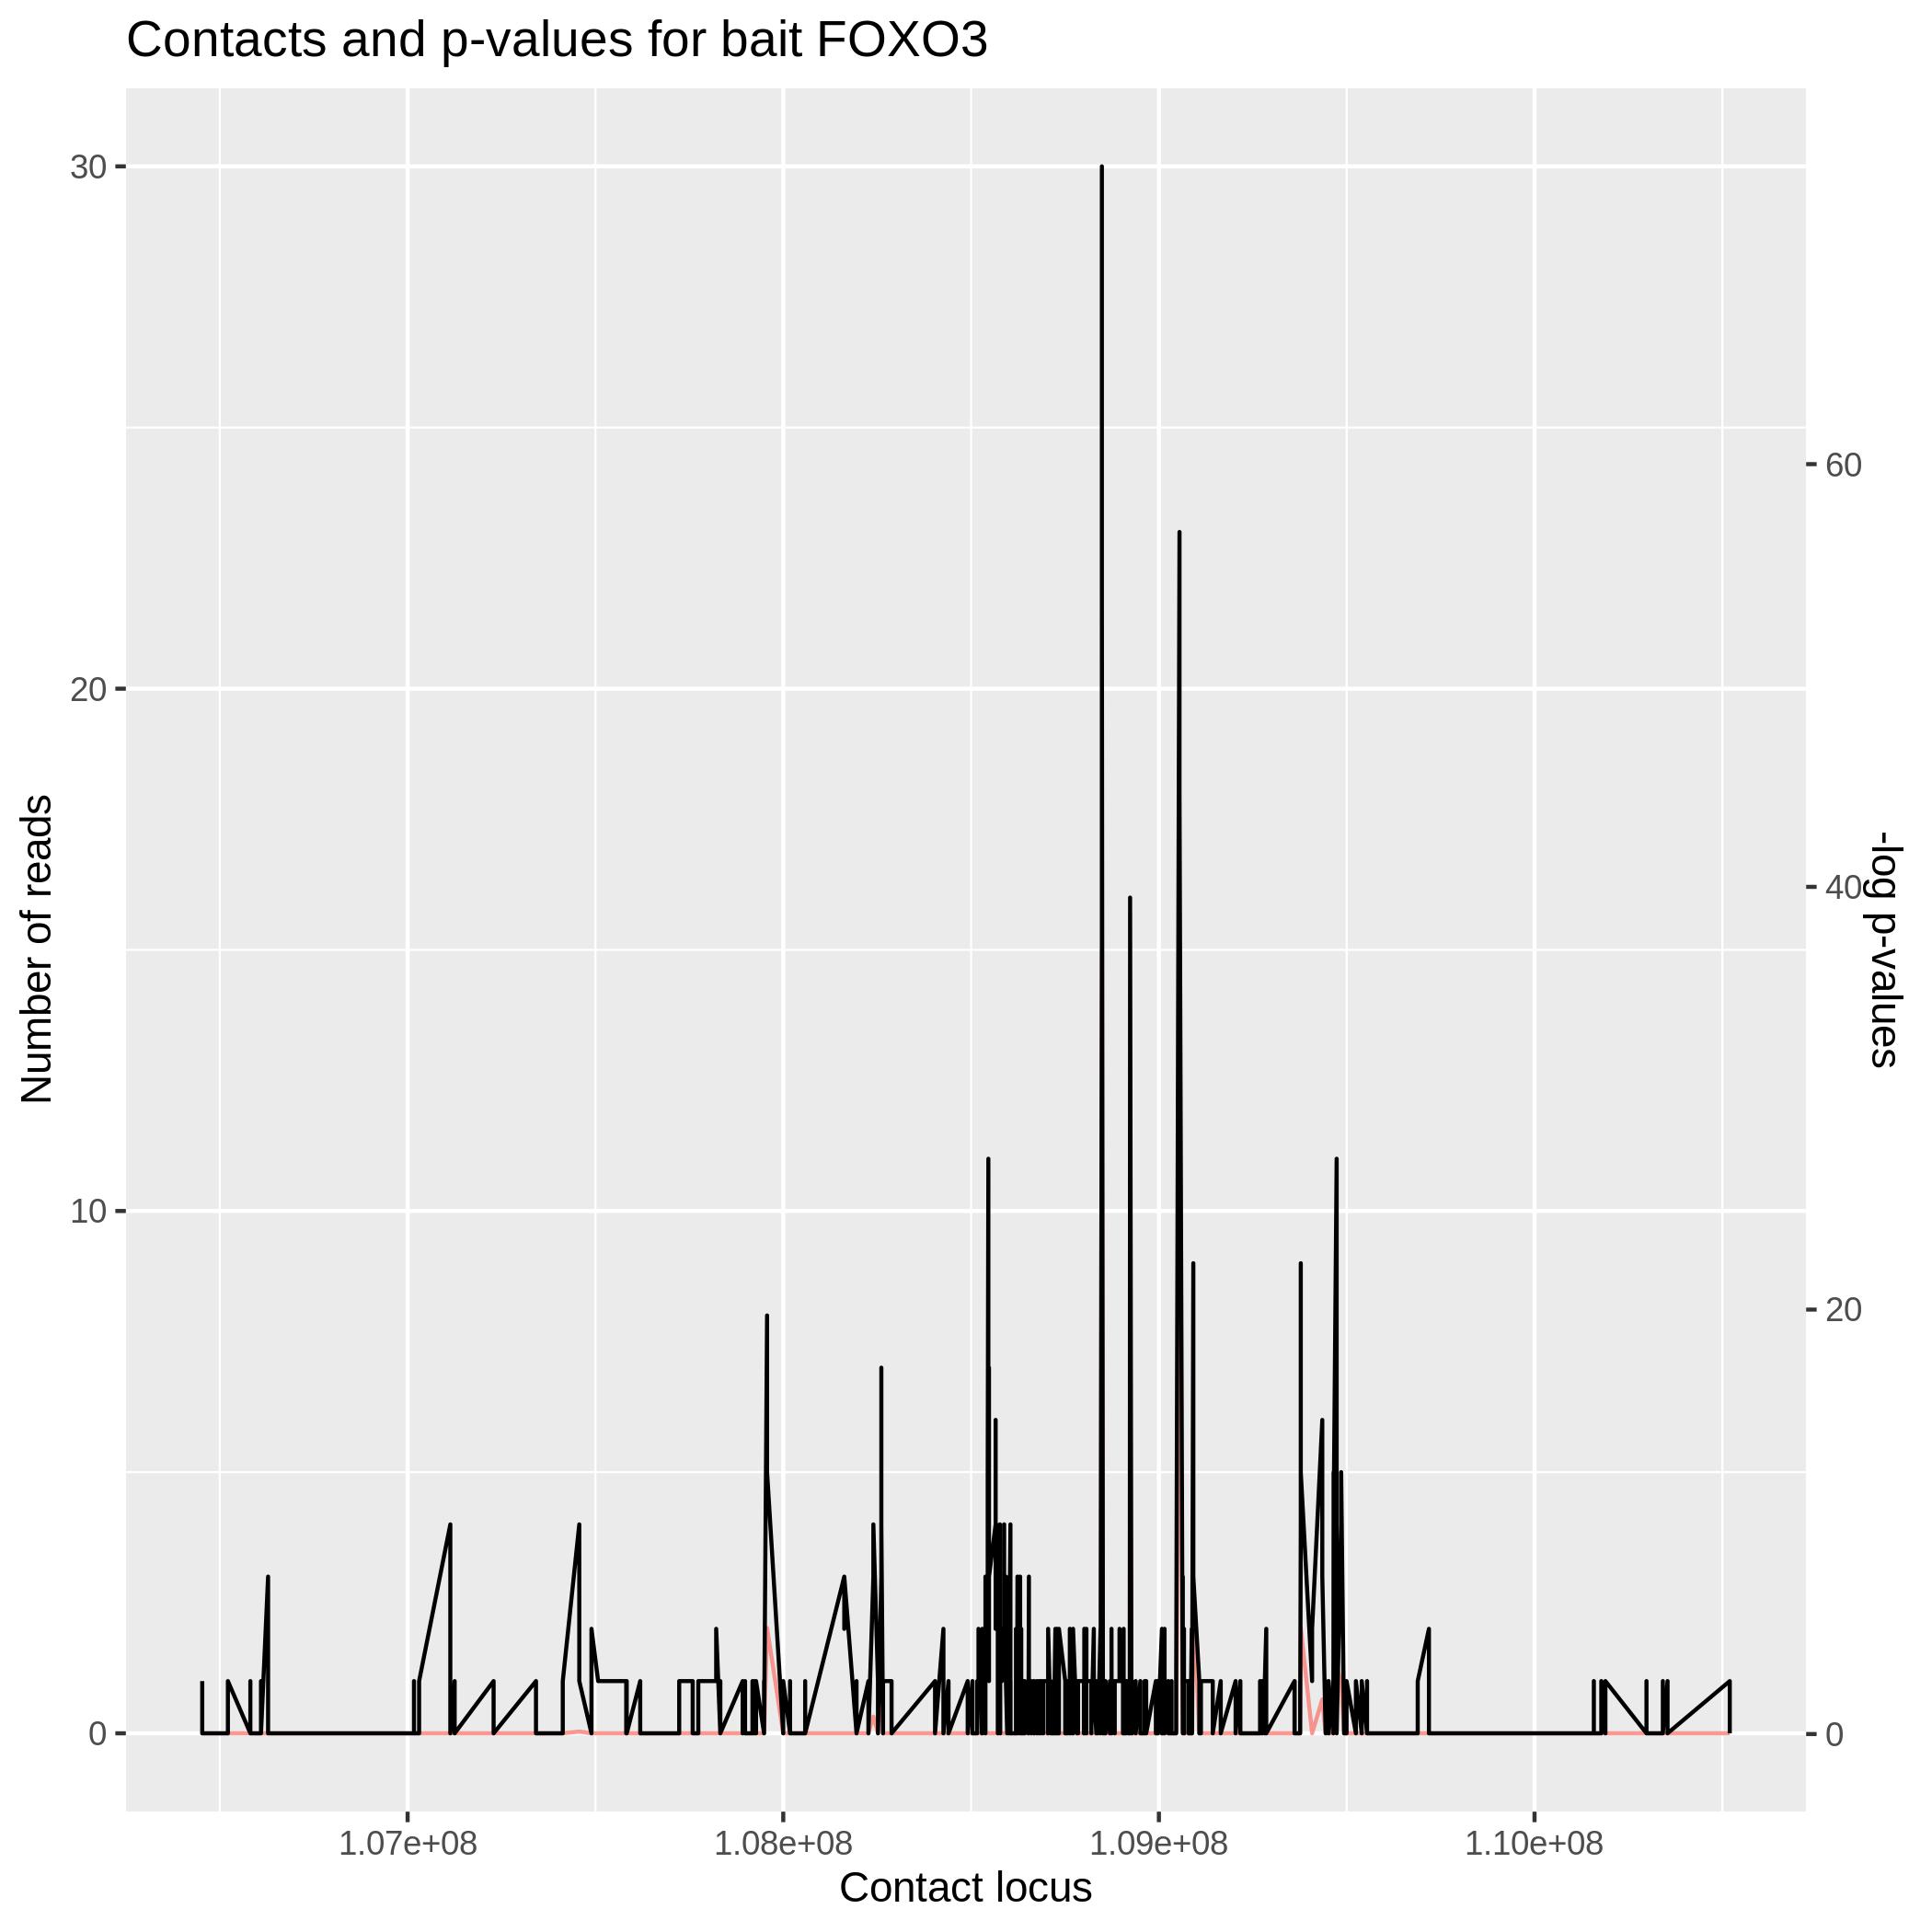 Contacts and p-values for bait FOXO3
30
20
10
0
Number of reads
60
40
20
0
-log p-values
1.07e+08
1.08e+08
1.09e+08
1.10e+08
Contact locus